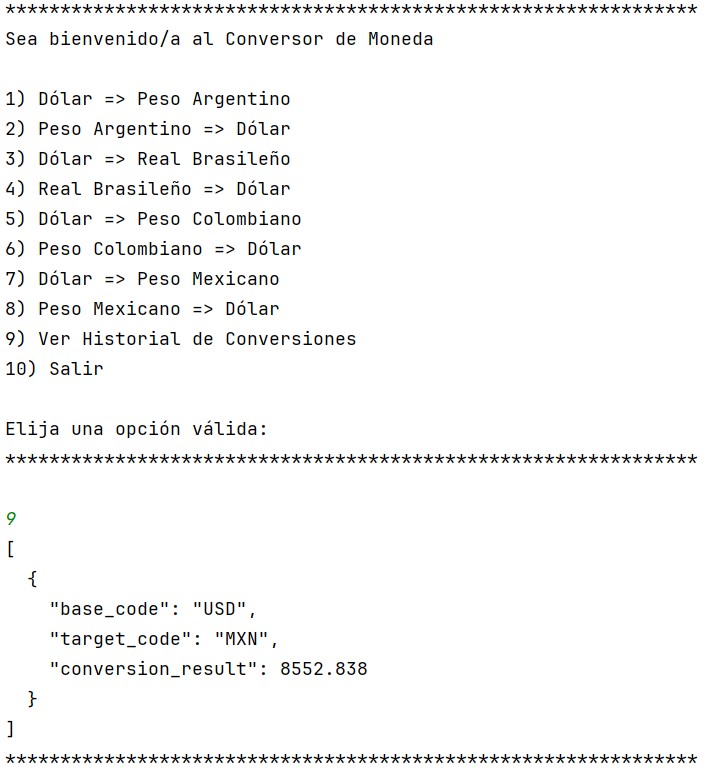 ***************************************************************
Sea bienvenido/a al Conversor de Moneda
1) Dólar => Peso Argentino
2) Peso Argentino => Dólar
3) Dólar => Real Brasileño
4) Real Brasileño => Dólar
5) Dólar => Peso Colombiano
6) Peso Colombiano => Dólar
7) Dólar => Peso Mexicano
8) Peso Mexicano => Dólar
9) Ver Historial de Conversiones
10) Salir
Elija una opción válida:
***************************************************************
9
[
  {
    "base_code": "USD",
    "target_code": "MXN",
    "conversion_result": 8552.838
  }
]
***************************************************************